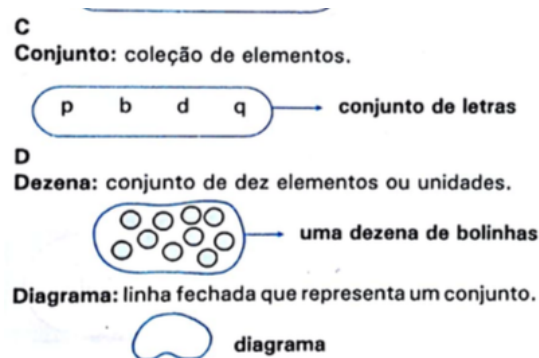 C
Conjunto: coleção de elementos.
p b d q conjunto de letras
D
Dezena: conjunto de dez elementos ou unidades.
uma dezena de bolinhas
Diagrama: linha fechada que representa um conjunto.
diagrama